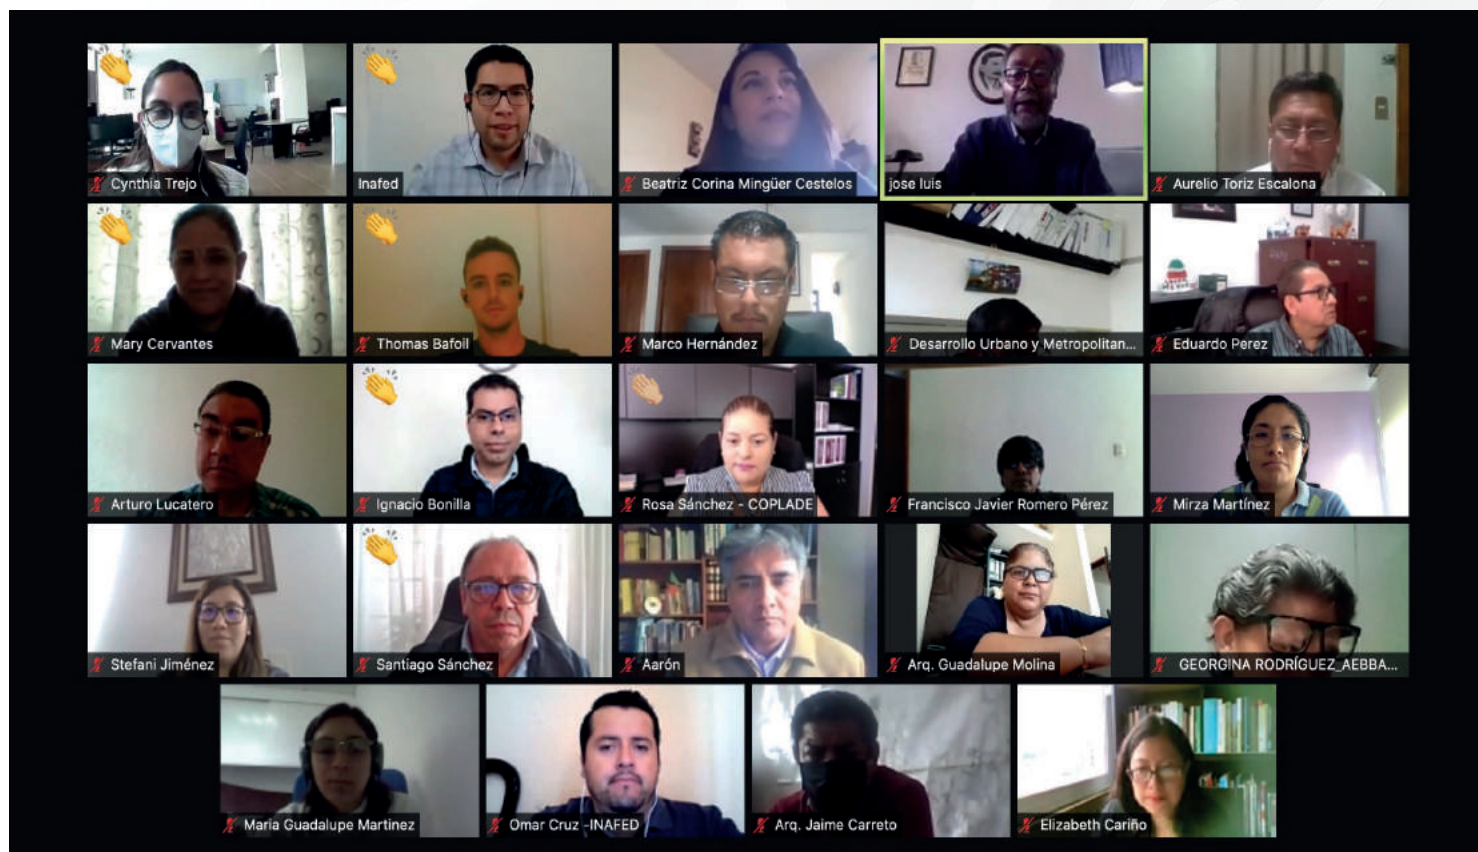 Cynthia Trejo
Inafed
Beatriz Corina Mingüer Cestelos
jose luis
Aurelio Toriz Escalona
Mary Cervantes
Thomas Bafoil
Marco Hernández
Desarrollo Urbano y Metropolitan...
Eduardo Perez
Arturo Lucatero
Ignacio Bonilla
Rosa Sánchez - COPLADE
Francisco Javier Romero Pérez
Mirza Martínez
Stefani Jiménez
Santiago Sánchez
Aarón
Arq. Guadalupe Molina
GEORGINA RODRÍGUEZ_AEBBA...
Maria Guadalupe Martinez
Omar Cruz -INAFED
Arq. Jaime Carreto
Elizabeth Cariño